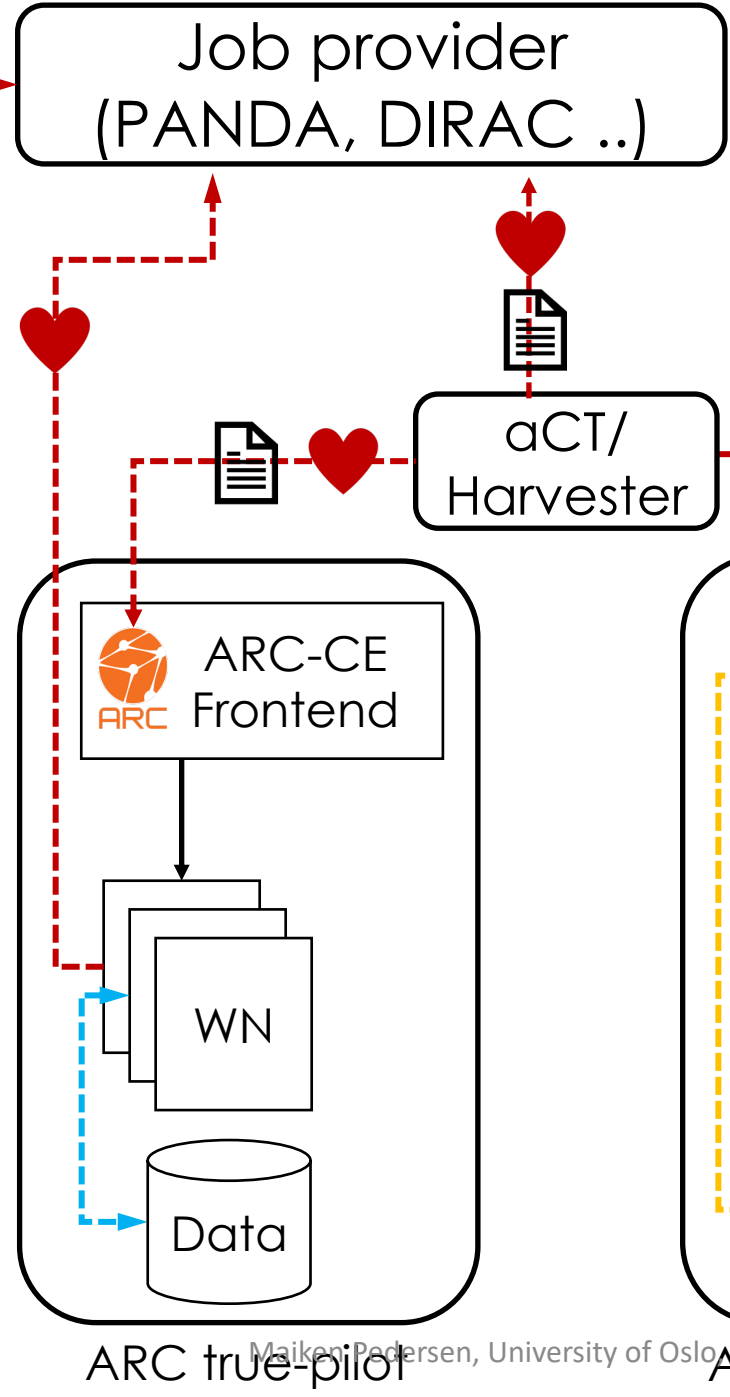 Job provider
(PANDA, DIRAC ..)
aCT/
Harvester
ARC-CE
Frontend
ARC
WN
Data
ARC true-pilot
Maiken Pedersen, University of Oslo,
A